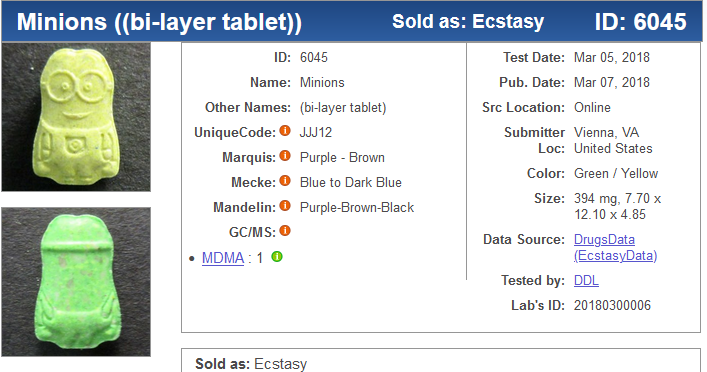 Minions ((bi-layer tablet)) Sold as: Ecstasy ID: 6045
ID: 6045
Name: Minions
Other Names: (bi-layer tablet)
UniqueCode: JJJ12
Marquis: Purple - Brown
Mecke: Blue to Dark Blue
Mandelin: Purple-Brown-Black
GC/MS:
• MDMA : 1
Test Date: Mar 05, 2018
Pub. Date: Mar 07, 2018
Src Location: Online
Submitter Vienna, VA
Loc: United States
Color: Green / Yellow
Size: 394 mg, 7.70 x
12.10 x 4.85
Data Source: DrugsData
(EcstasyData)
Tested by: DDL
Lab's ID: 20180300006
Sold as: Ecstasy